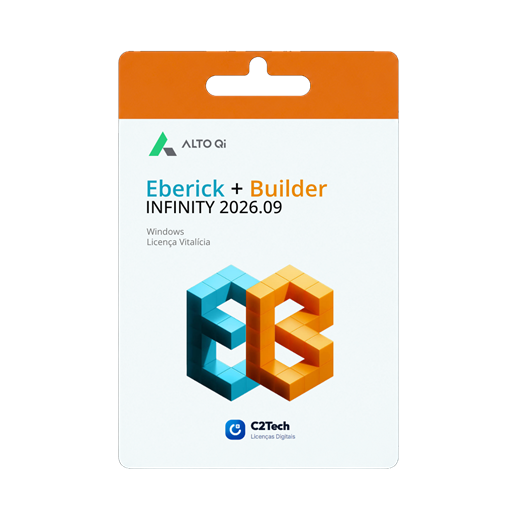 ALTO Qi
Eberick + Builder
INFINITY 2026.09
Windows
Licença Vitalícia
C2Tech
Licenças Digitais